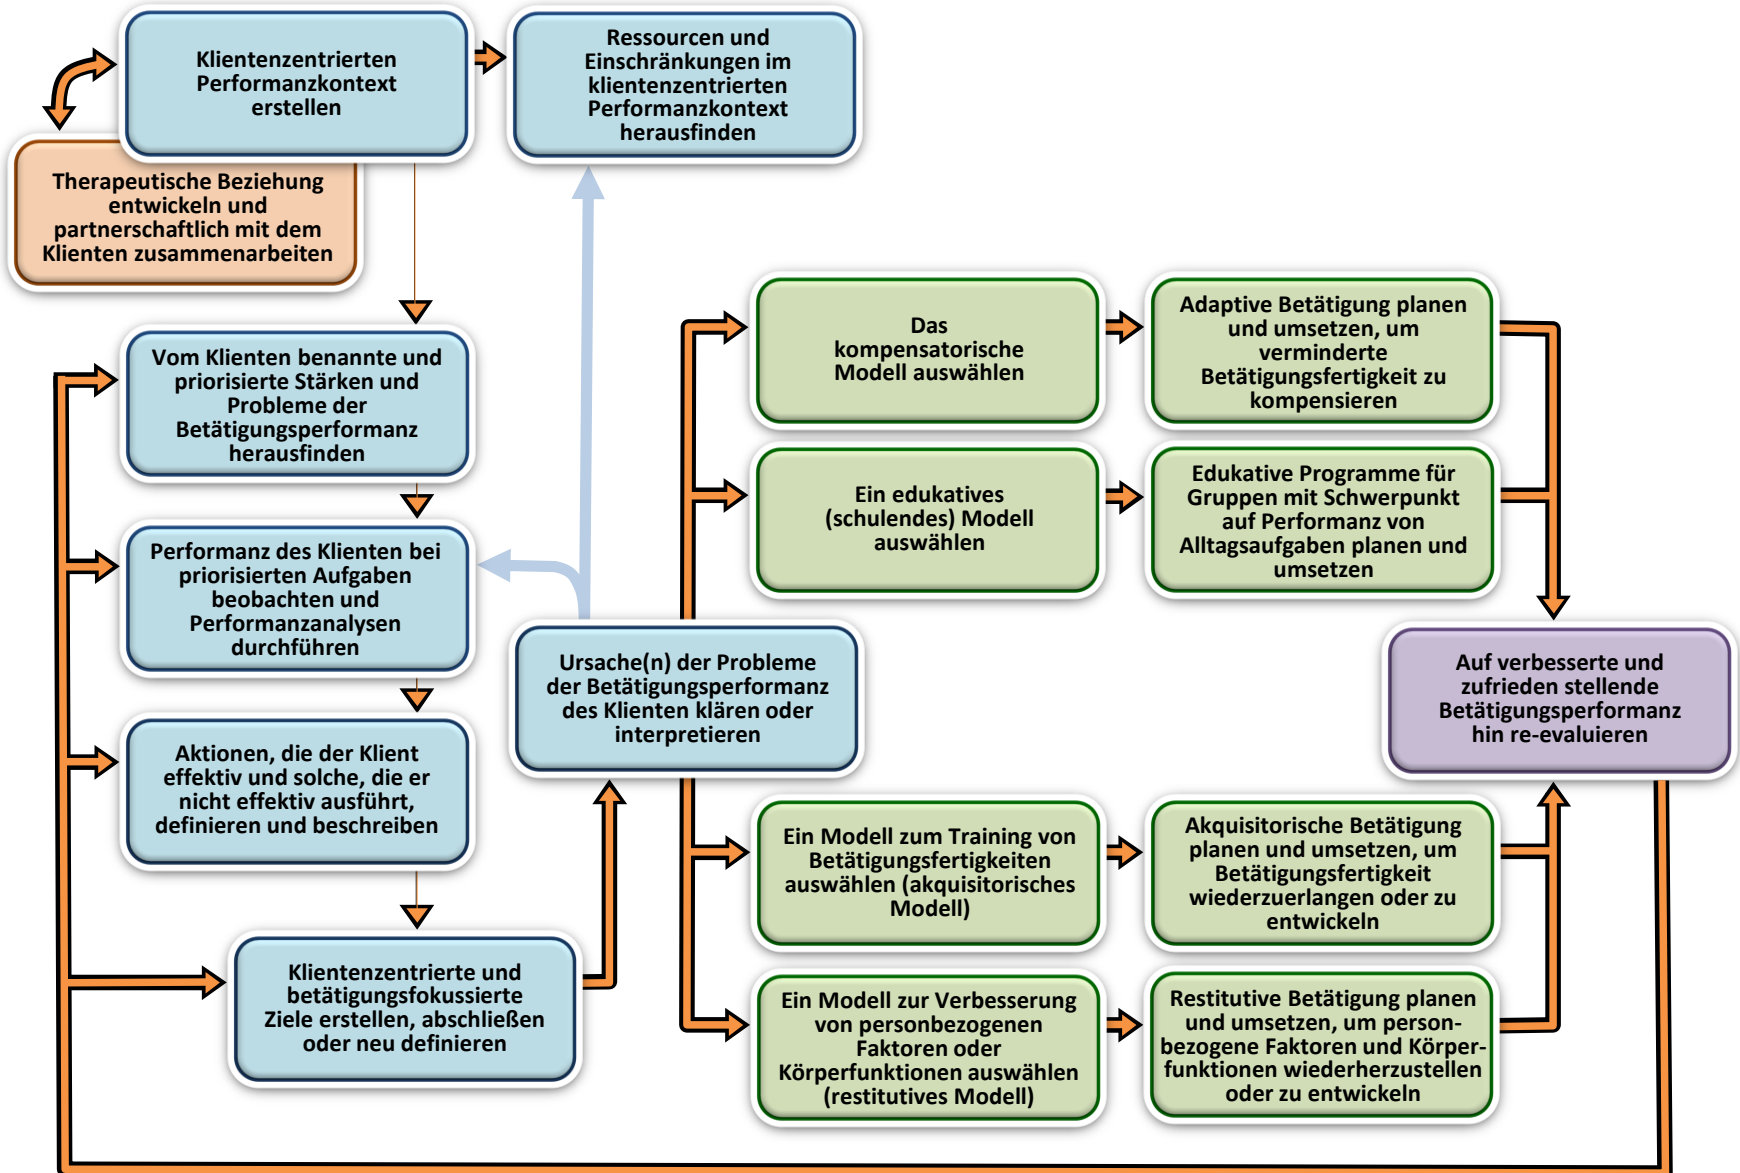 Klientenzentrierten
Performanzkontext
erstellen
Ressourcen und
Einschränkungen im
klientenzentrierten
Performanzkontext
herausfinden
Therapeutische Beziehung
entwickeln und
partnerschaftlich mit dem
Klienten zusammenarbeiten
Vom Klienten benannte und
priorisierte Stärken und
Probleme der
Betätigungsperformanz
herausfinden
Performanz des Klienten bei
priorisierten Aufgaben
beobachten und
Performanzanalysen
durchführen
Aktionen, die der Klient
effektiv und solche, die er
nicht effektiv ausführt,
definieren und beschreiben
Klientenzentrierte und
betätigungsfokussierte
Ziele erstellen, abschließen
oder neu definieren
Ursache(n) der Probleme
der Betätigungsperformanz
des Klienten klären oder
interpretieren
Das
kompensatorische
Modell auswählen
Adaptive Betätigung planen
und umsetzen, um
verminderte
Betätigungsfertigkeit zu
kompensieren
Ein edukatives
(schulendes) Modell
auswählen
Edukative Programme für
Gruppen mit Schwerpunkt
auf Performanz von
Alltagsaufgaben planen und
umsetzen
Ein Modell zum Training von
Betätigungsfertigkeiten
auswählen (akquisitorisches
Modell)
Akquisitorische Betätigung
planen und umsetzen, um
Betätigungsfertigkeit
wiederzuerlangen oder zu
entwickeln
Ein Modell zur Verbesserung
von personbezogenen
Faktoren oder
Körperfunktionen auswählen
(restitutives Modell)
Restitutive Betätigung planen
und umsetzen, um person-
bezogene Faktoren und Körper-
funktionen wiederherzustellen
oder zu entwickeln
Auf verbesserte und
zufrieden stellende
Betätigungsperformanz
hin re-evaluieren